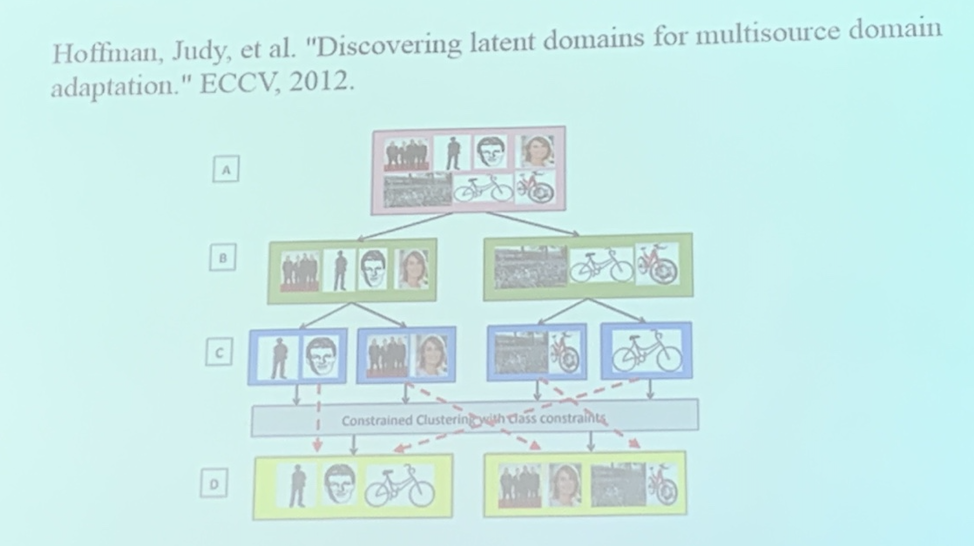 Hoffman, Judy, et al. "Discovering latent domains for multisource domain
adaptation." ECCV, 2012.
A
B
C
Constrained Clustering with class constraints
D